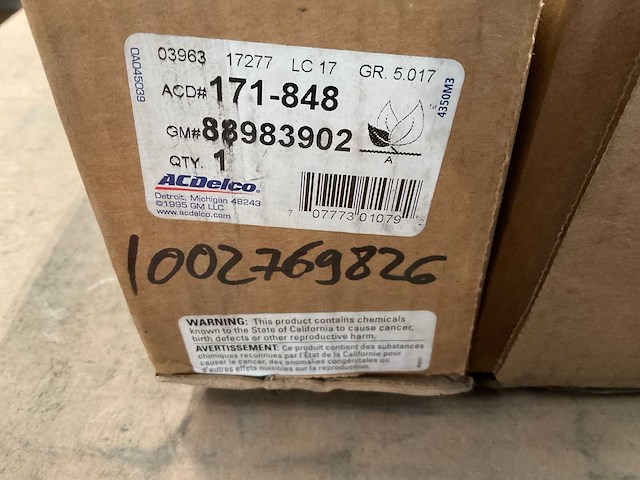 03963 17277 LC 17 GR. 5.017
ACD# 171-848
GM# 88983902
QTY. 1
ACDelco®
Detroit, Michigan 48243
©1995 GM LLC
www.acdelco.com
OAD45039
4350M3
TM
A
7 07773 01079 2
1002769826
WARNING: This product contains chemicals
known to the State of California to cause cancer,
birth defects or other reproductive harm.
AVERTISSEMENT: Ce produit contient des substances
chimiques reconnues par l'État de la Californie pour
causer le cancer, des anomalies congénitales ou
d'autres effets nuisibles sur la reproduction.